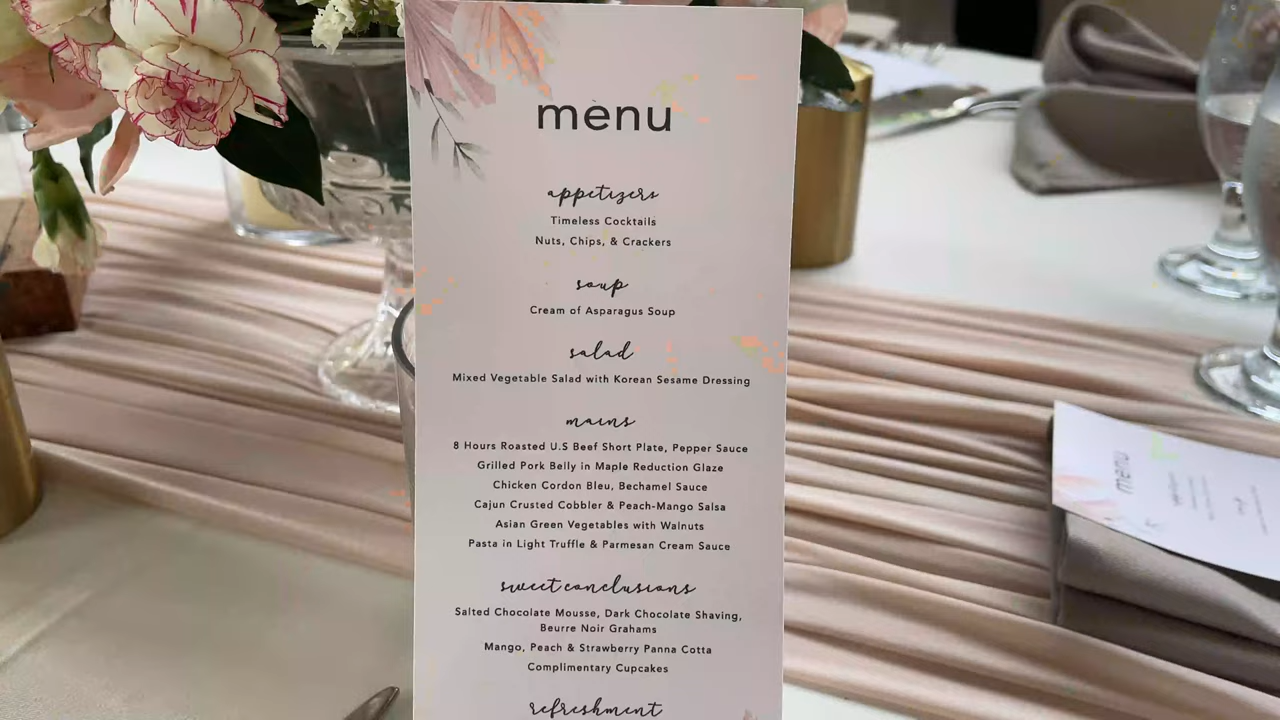 menu
appetizers
Timeless Cocktails
Nuts, Chips, & Crackers
soup
Cream of Asparagus Soup
salad
Mixed Vegetable Salad with Korean Sesame Dressing
mains
8 Hours Roasted U.S Beef Short Plate, Pepper Sauce
Grilled Pork Belly in Maple Reduction Glaze
Chicken Cordon Bleu, Bechamel Sauce
Cajun Crusted Cobbler & Peach-Mango Salsa
Asian Green Vegetables with Walnuts
Pasta in Light Truffle & Parmesan Cream Sauce
sweet conclusions
Salted Chocolate Mousse, Dark Chocolate Shaving,
Beurre Noir Grahams
Mango, Peach & Strawberry Panna Cotta
Complimentary Cupcakes
refreshment
menu